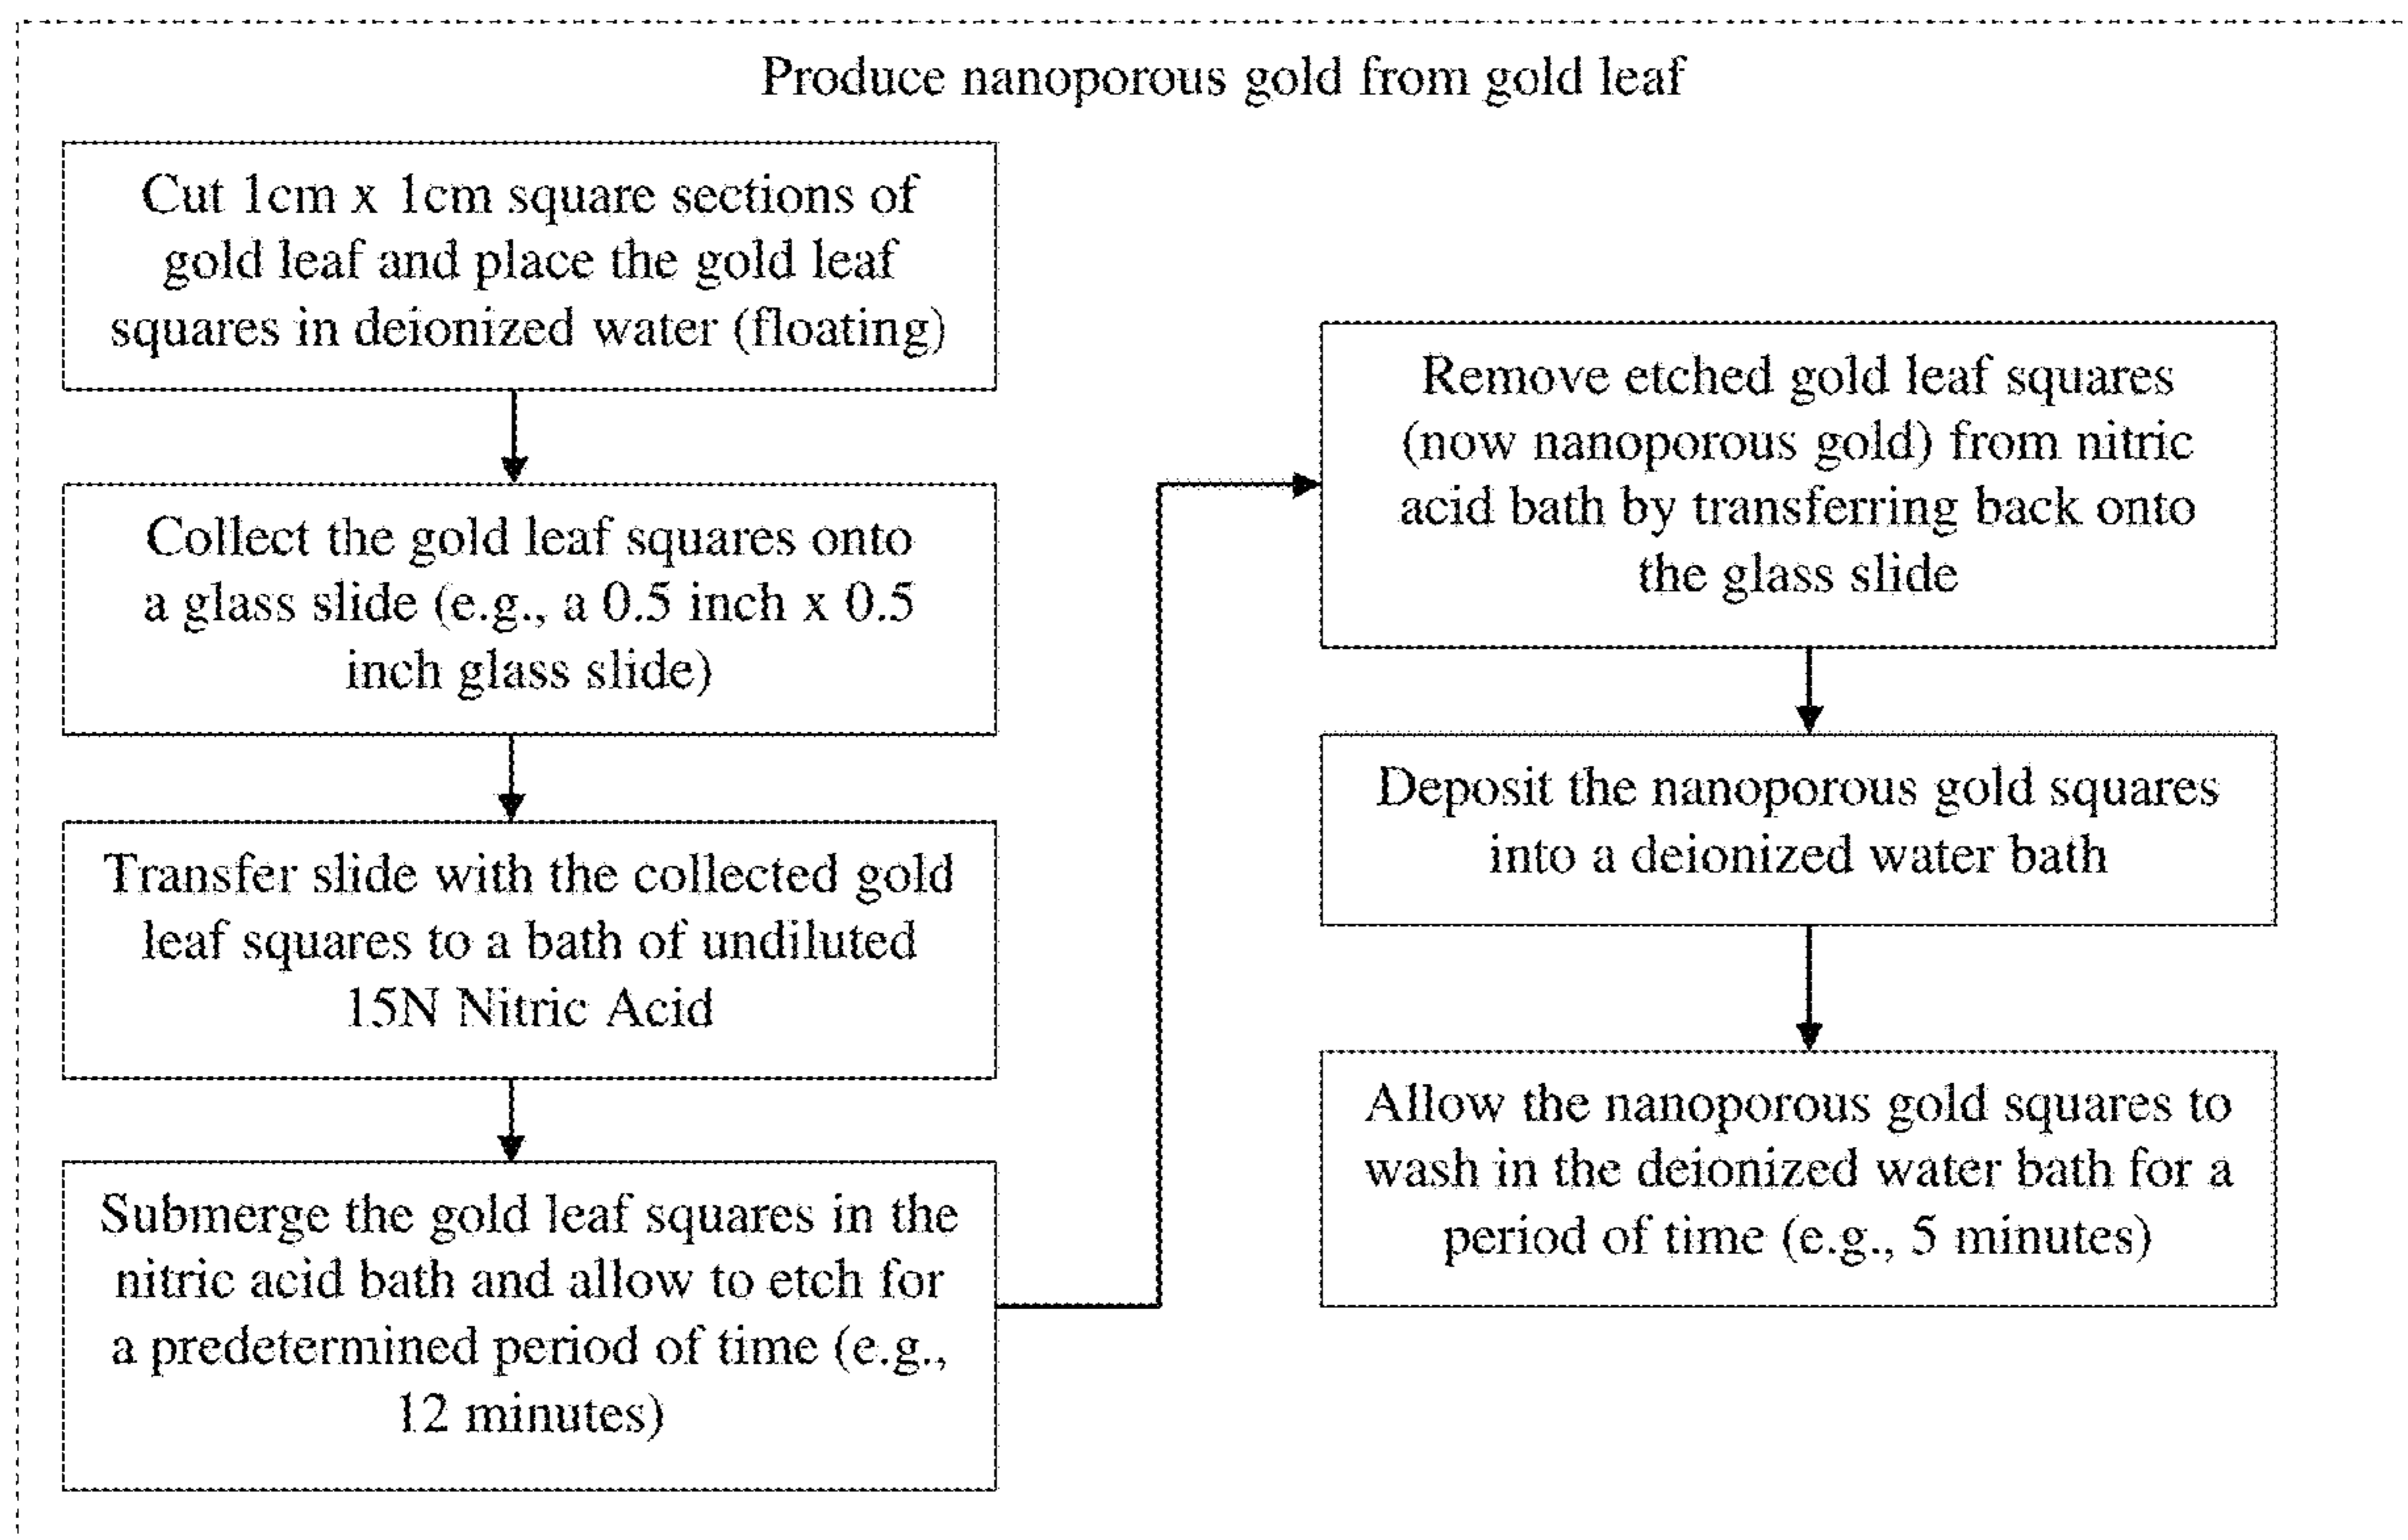 Produce nanoporous gold from gold leaf
Cut 1cm x 1cm square sections of
gold leaf and place the gold leaf
squares in deionized water (floating)
Collect the gold leaf squares onto
a glass slide (e.g., a 0.5 inch x 0.5
inch glass slide)
Transfer slide with the collected gold
leaf squares to a bath of undiluted
15N Nitric Acid
Submerge the gold leaf squares in the
nitric acid bath and allow to etch for
a predetermined period of time (e.g.,
12 minutes)
Remove etched gold leaf squares
(now nanoporous gold) from nitric
acid bath by transferring back onto
the glass slide
Deposit the nanoporous gold squares
into a deionized water bath
Allow the nanoporous gold squares to
wash in the deionized water bath for a
period of time (e.g., 5 minutes)